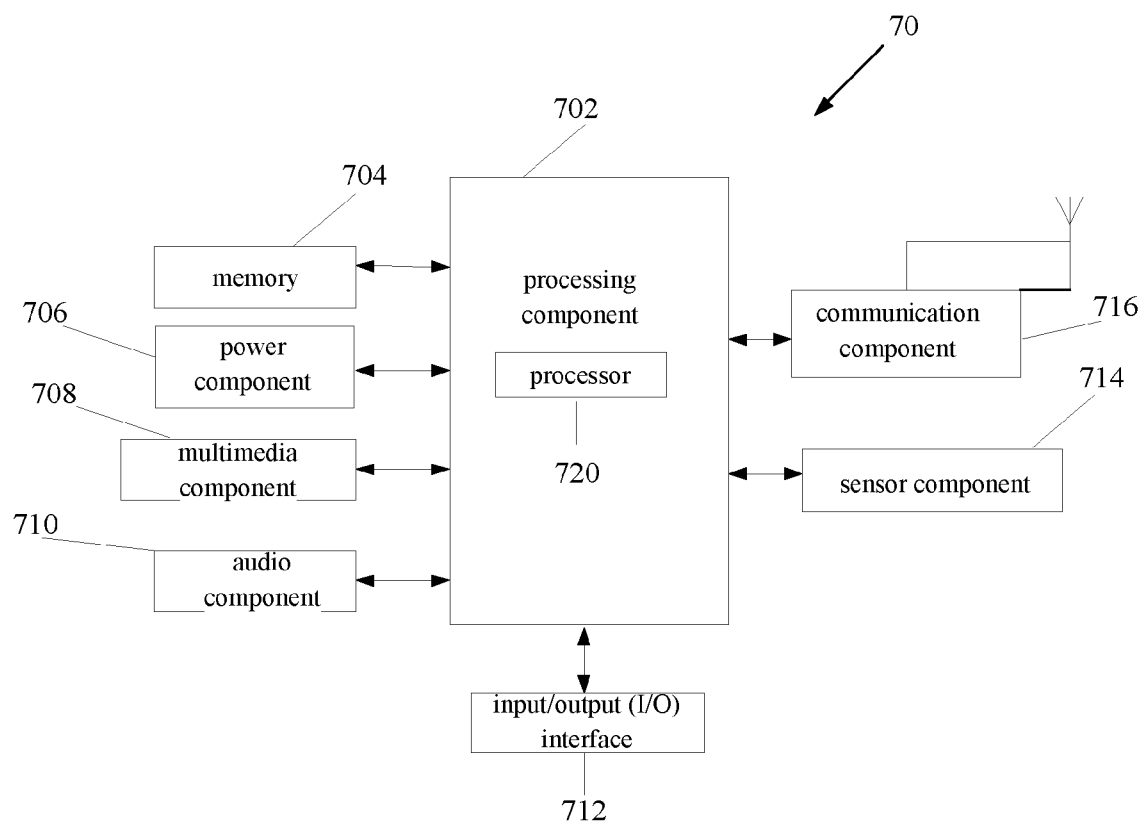 70
702
704
memory
706
power
component
708
multimedia
component
710
audio
component
processing
component
processor
720
communication
component
716
714
sensor component
input/output (I/O)
interface
712